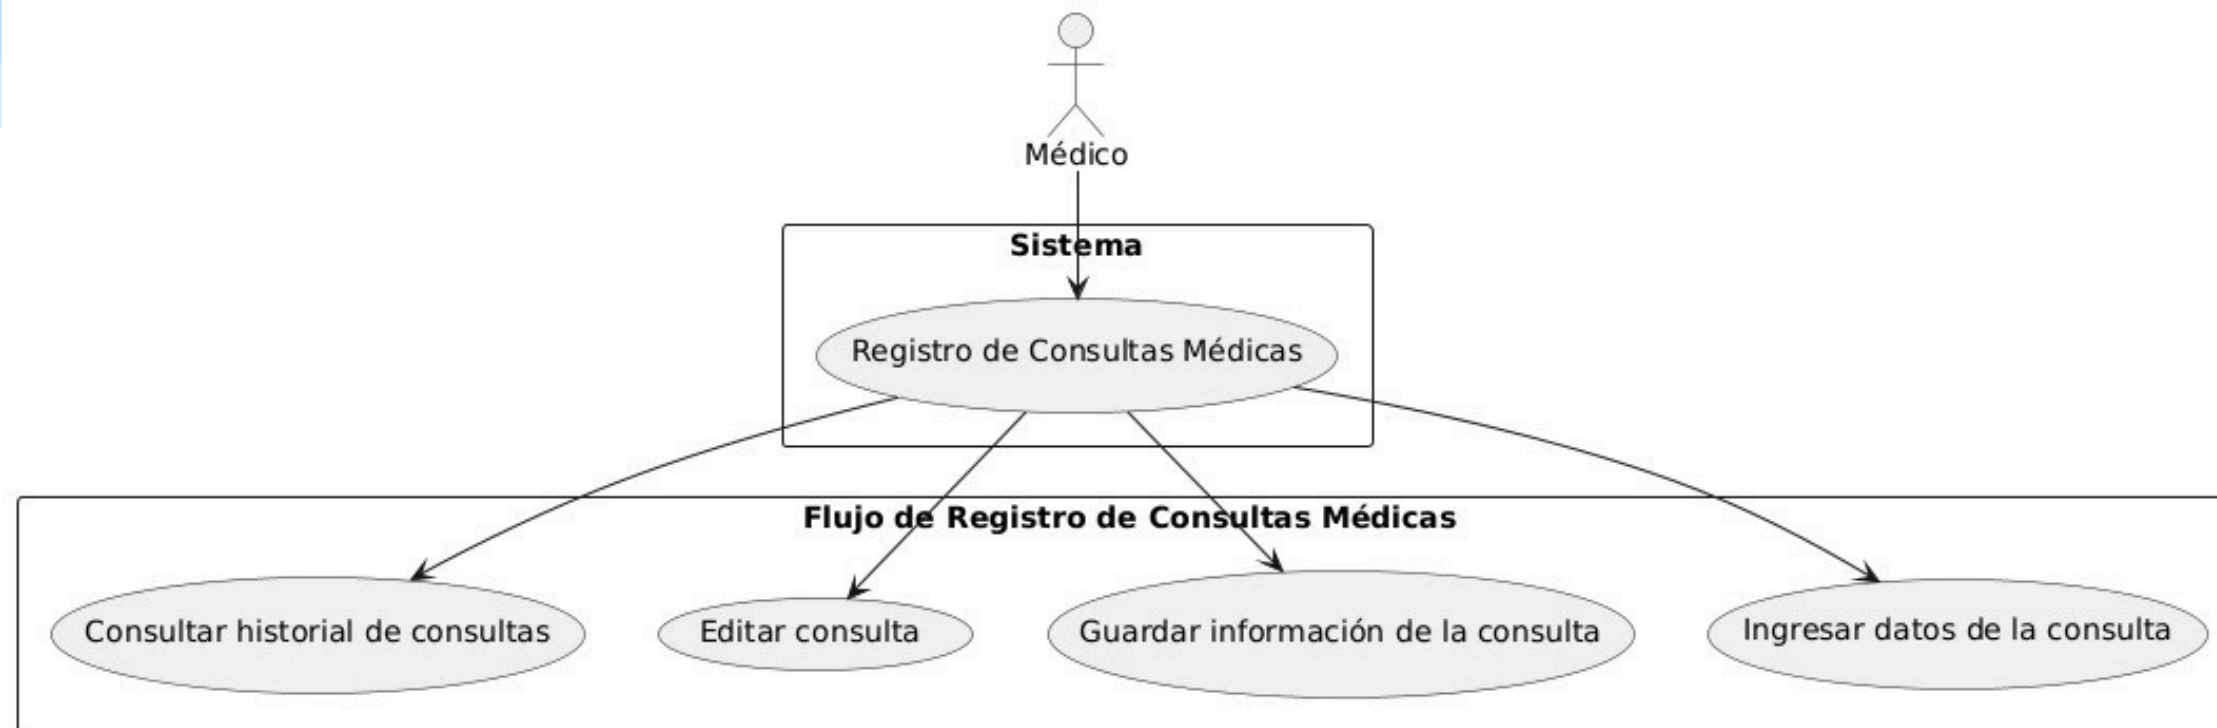 Médico
Sistema
Registro de Consultas Médicas
Flujo de Registro de Consultas Médicas
Consultar historial de consultas
Editar consulta
Guardar información de la consulta
Ingresar datos de la consulta